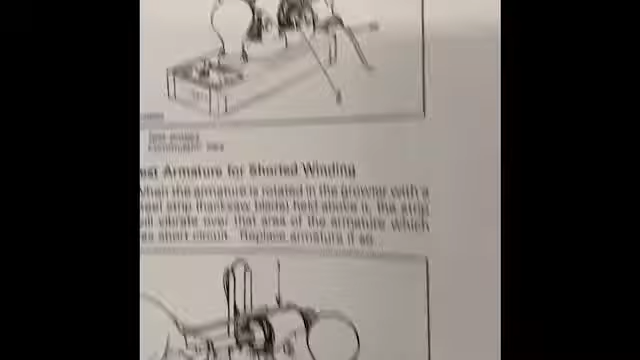 Armature for Shorted Winding
When the armature is rotated in the growler with a
steel strip (hacksaw blade) held above it, the strip
will vibrate over that area of the armature which
has short circuit. Replace armature if so.